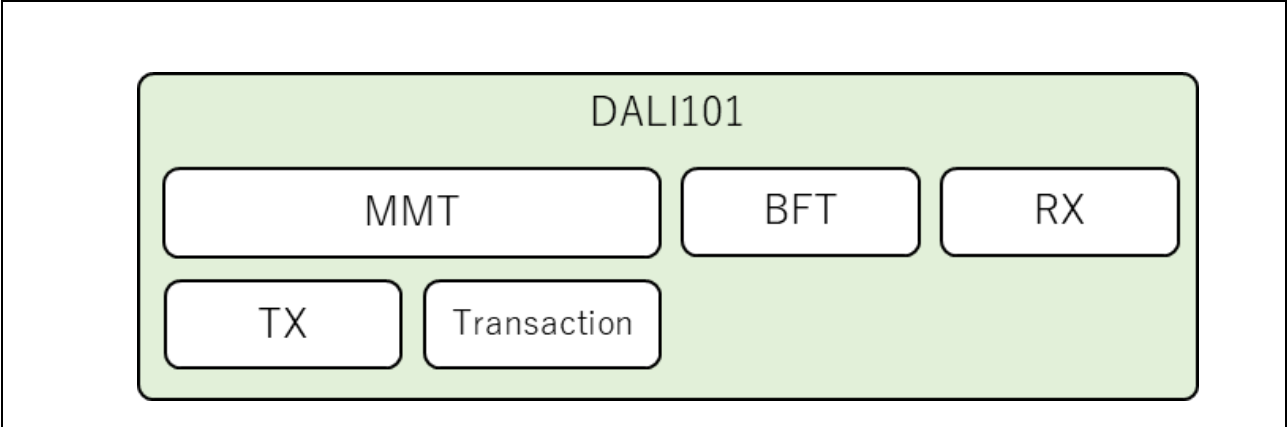 DALI101
MMT
BFT
RX
TX
Transaction